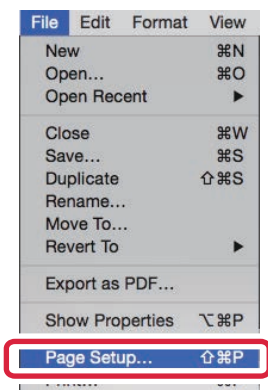 File Edit Format View
New ⌘N
Open... ⌘O
Open Recent ▶
Close ⌘W
Save... ⌘S
Duplicate ⇧⌘S
Rename...
Move To...
Revert To ▶
Export as PDF...
Show Properties ⌥⌘P
Page Setup... ⇧⌘P